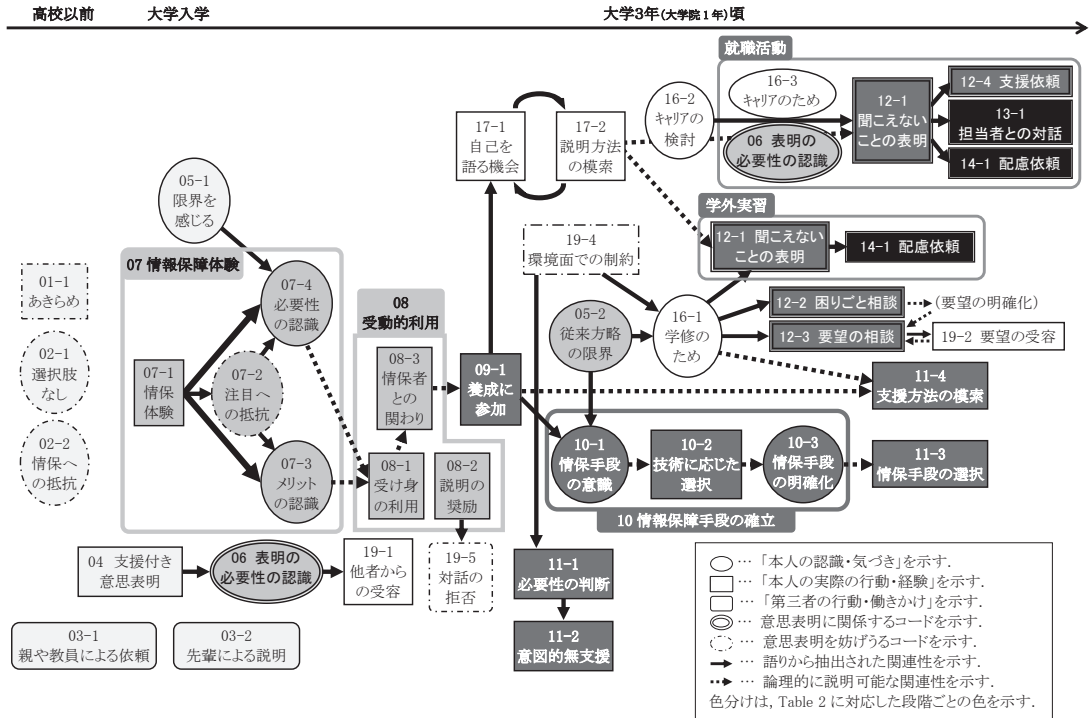 高校以前
大学入学
大学3年(大学院1年)頃
就職活動
16-3
キャリアのため
06 表明の
必要性の認識
12-1
聞こえない
ことの表明
12-4 支援依頼
13-1
担当者との対話
14-1 配慮依頼
16-2
キャリアの
検討
17-1
自己を
語る機会
17-2
説明方法
の模索
05-1
限界を
感じる
学外実習
12-1 聞こえない
ことの表明
14-1 配慮依頼
19-4
環境面での制約
07 情報保障体験
01-1
あきらめ
07-4
必要性
の認識
08
受動的利用
05-2
従来方略
の限界
16-1
学修の
ため
12-2 困りごと相談
(要望の明確化)
12-3 要望の相談
19-2 要望の受容
02-1
選択肢
なし
07-1
情保
体験
07-2
注目へ
の抵抗
08-3
情保者
との
関わり
09-1
養成に
参加
11-4
支援方法の模索
02-2
情保へ
の抵抗
07-3
メリット
の認識
08-1
受け身
の利用
08-2
説明の
奨励
10-1
情保手段
の意識
10-2
技術に応じた
選択
10-3
情保手段
の明確化
11-3
情保手段の選択
10 情報保障手段の確立
04 支援付き
意思表明
06 表明の
必要性の認識
19-1
他者から
の受容
19-5
対話の
拒否
11-1
必要性の判断
11-2
意図的無支援
03-1
親や教員による依頼
03-2
先輩による説明
… 「本人の認識・気づき」を示す.
… 「本人の実際の行動・経験」を示す.
… 「第三者の行動・働きかけ」を示す.
… 意思表明に関係するコードを示す.
… 意思表明を妨げうるコードを示す.
… 語りから抽出された関連性を示す.
… 論理的に説明可能な関連性を示す.
色分けは, Table 2 に対応した段階ごとの色を示す.